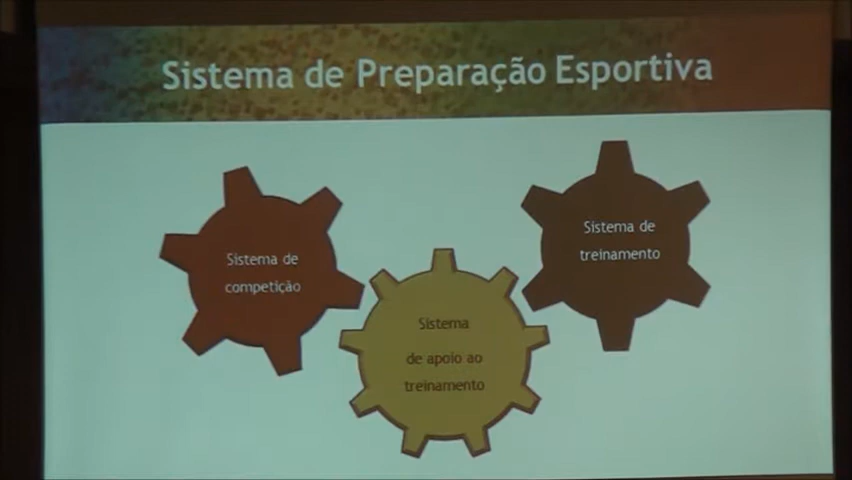 Sistema de Preparação Esportiva
Sistema de
competição
Sistema
de apoio ao
treinamento
Sistema de
treinamento